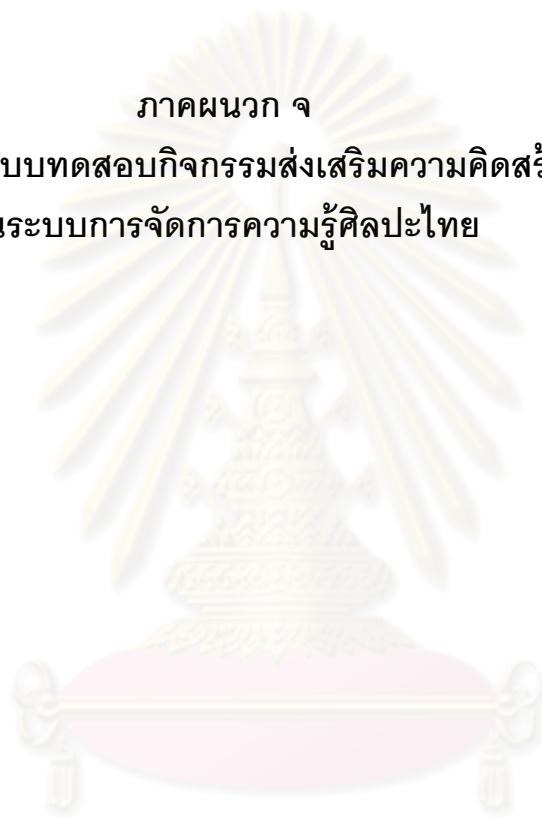 ภาคผนวก จ
บบทดสอบกิจกรรมส่งเสริมความคิดสร้
นระบบการจัดการความรู้ศิลปะไทย